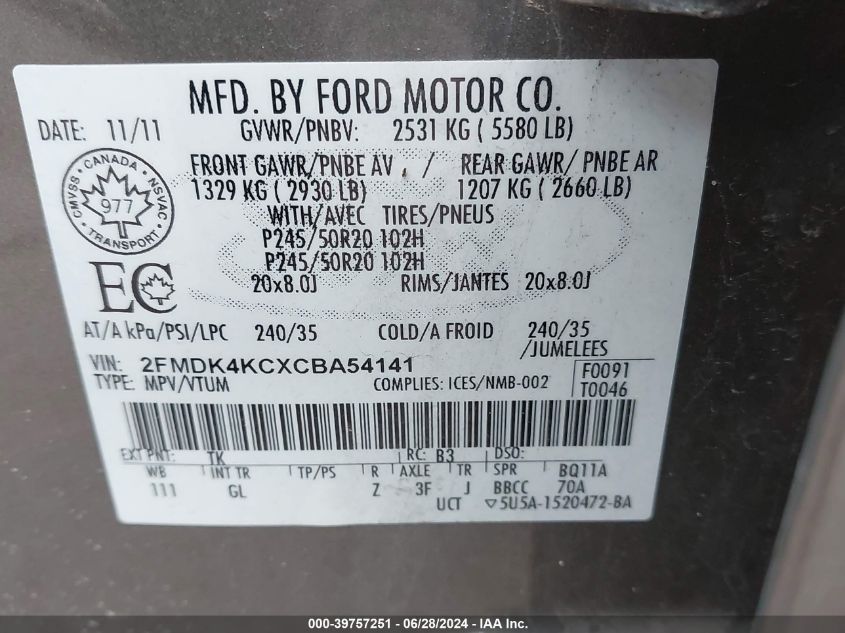 MFD. BY FORD MOTOR CO.
DATE: 11/11 GVWR/PNBV: 2531 KG ( 5580 LB)
FRONT GAWR/PNBE AV / REAR GAWR/ PNBE AR
1329 KG ( 2930 LB) 1207 KG ( 2660 LB)
WITH/AVEC TIRES/PNEUS
P245/50R20 102H
P245/50R20 102H
20x8.0J RIMS/JANTES 20x8.0J
CANADA
CMVSS 977 NSVAC
TRANSPORT
EC
AT/A kPa/PSI/LPC 240/35 COLD/A FROID 240/35
/JUMELEES
VIN: 2FMDK4KCXCBA54141
TYPE: MPV/VTUM COMPLIES: ICES/NMB-002
F0091
T0046
EXT PNT: TK RC: B3 DSO:
WB INT TR TP/PS R AXLE TR SPR BQ11A
111 GL Z 3F J BBCC 70A
UCT ▽5U5A-1520472-BA
000-39757251 - 06/28/2024 - IAA Inc.